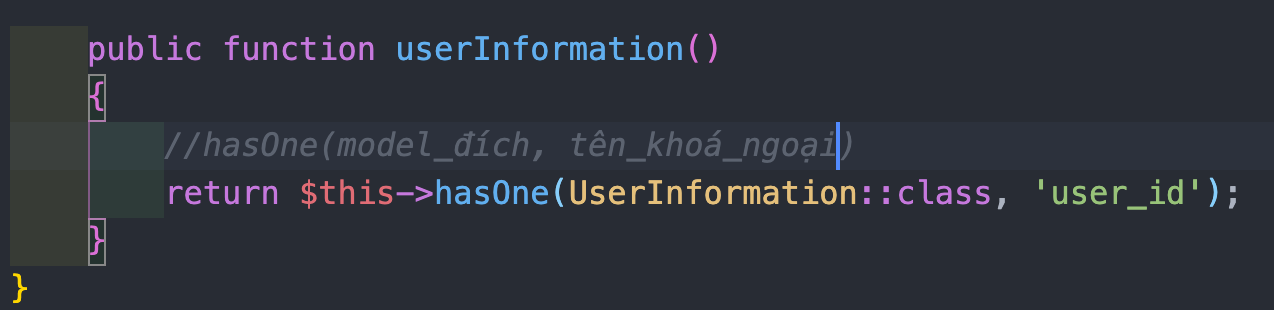 public function userInformation()
{
//hasOne(model_đích, tên_khoá_ngoại)
return $this->hasOne(UserInformation::class, 'user_id');
}
}